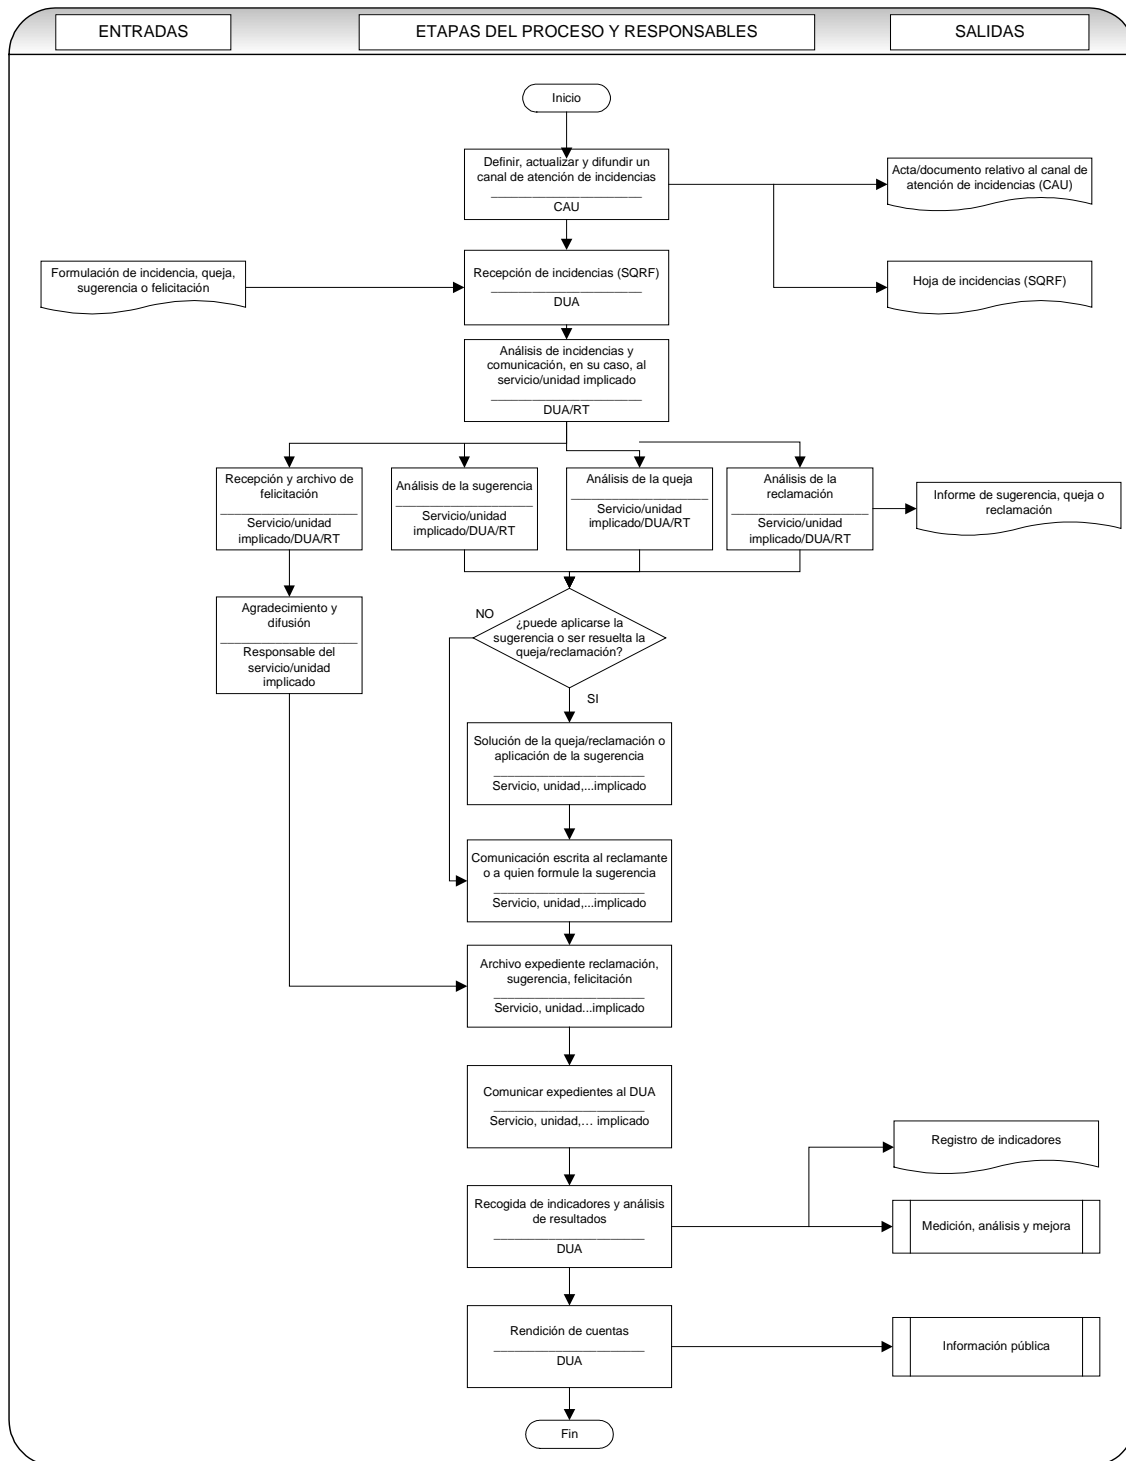 ENTRADAS
ETAPAS DEL PROCESO Y RESPONSABLES
SALIDAS
Inicio
Definir, actualizar y difundir un
canal de atención de incidencias
CAU
Acta/documento relativo al canal de
atención de incidencias (CAU)
Formulación de incidencia, queja,
sugerencia o felicitación
Recepción de incidencias (SQRF)
DUA
Hoja de incidencias (SQRF)
Análisis de incidencias y
comunicación, en su caso, al
servicio/unidad implicado
DUA/RT
Recepción y archivo de
felicitación
Servicio/unidad
implicado/DUA/RT
Análisis de la sugerencia
Servicio/unidad
implicado/DUA/RT
Análisis de la queja
Servicio/unidad
implicado/DUA/RT
Análisis de la
reclamación
Servicio/unidad
implicado/DUA/RT
Informe de sugerencia, queja o
reclamación
Agradecimiento y
difusión
Responsable del
servicio/unidad
implicado
NO
¿puede aplicarse la
sugerencia o ser resuelta la
queja/reclamación?
SI
Solución de la queja/reclamación o
aplicación de la sugerencia
Servicio, unidad,...implicado
Comunicación escrita al reclamante
o a quien formule la sugerencia
Servicio, unidad,...implicado
Archivo expediente reclamación,
sugerencia, felicitación
Servicio, unidad...implicado
Comunicar expedientes al DUA
Servicio, unidad,... implicado
Registro de indicadores
Recogida de indicadores y análisis
de resultados
DUA
Medición, análisis y mejora
Rendición de cuentas
DUA
Información pública
Fin